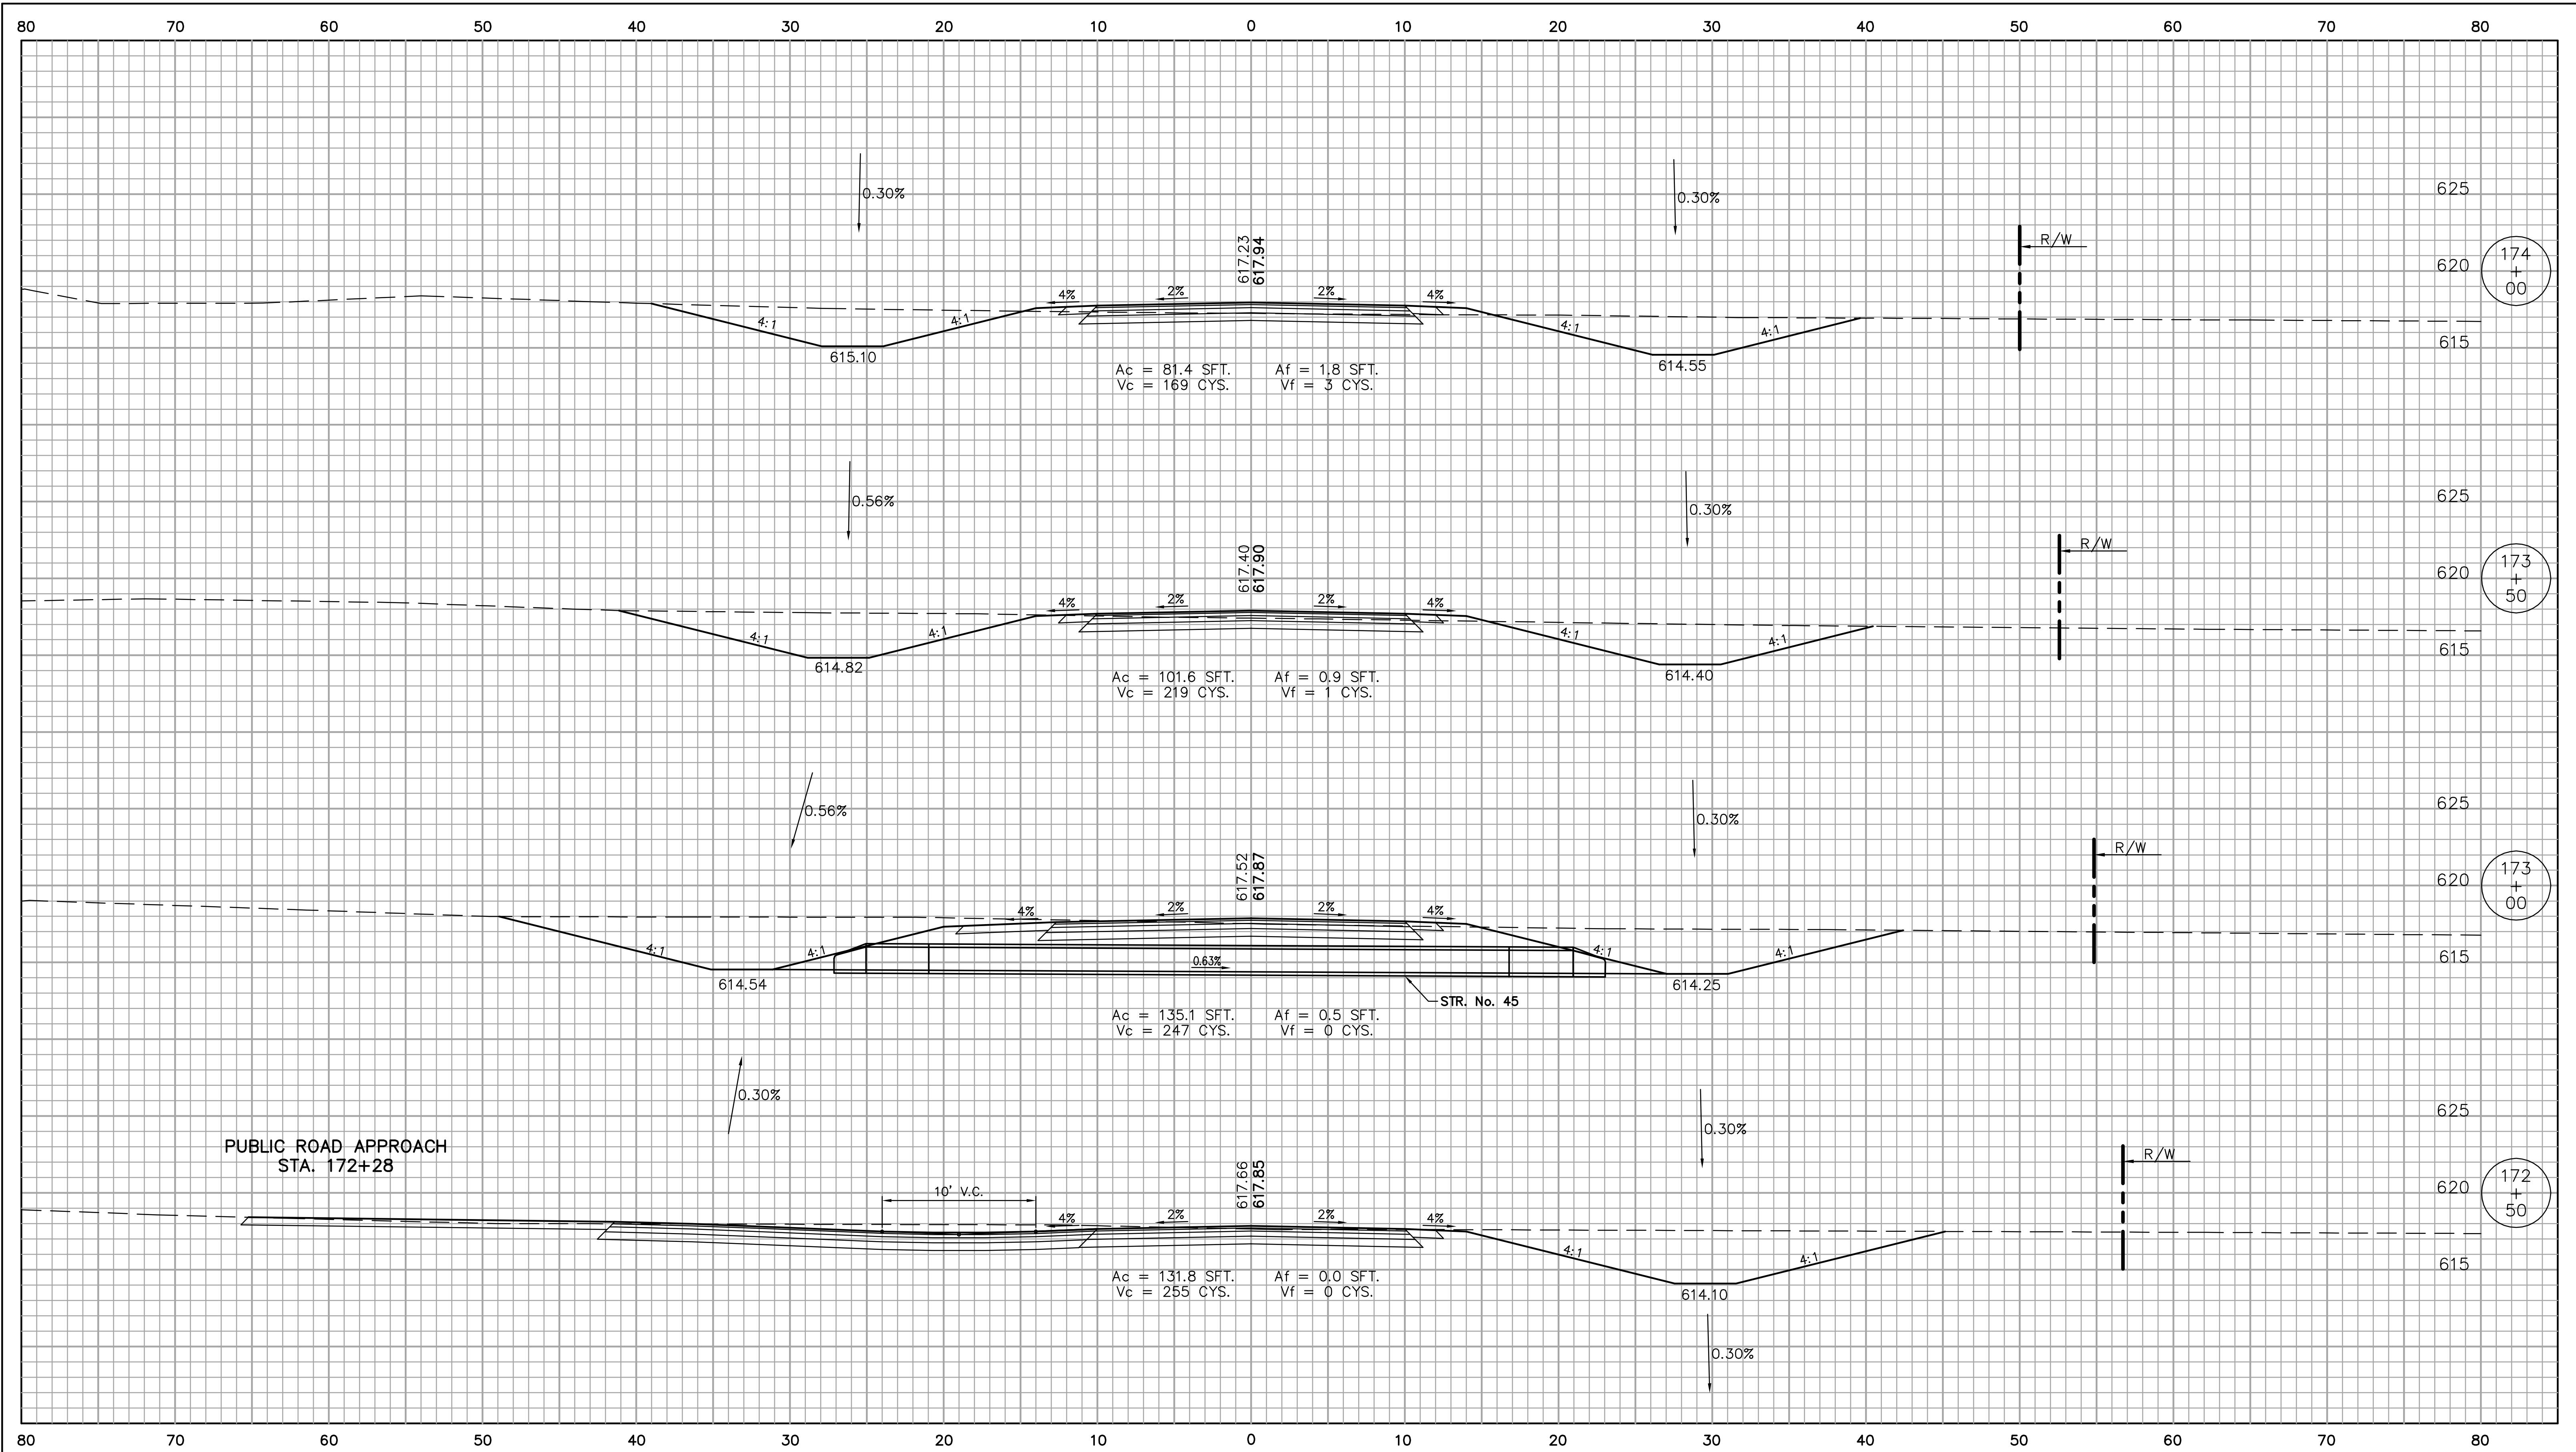 80 70 60 50 40 30 20 10 0 10 20 30 40 50 60 70 80
0.30% 0.30% 625
617.23
617.94
R/W
620
174
+
00
4% 2% 2% 4%
4:1 4:1 4:1 4:1
615
615.10 614.55
Ac = 81.4 SFT. Af = 1.8 SFT.
Vc = 169 CYS. Vf = 3 CYS.
0.56% 0.30% 625
617.40
617.90
R/W
620
173
+
50
4% 2% 2% 4%
4:1 4:1 4:1 4:1
615
614.82 614.40
Ac = 101.6 SFT. Af = 0.9 SFT.
Vc = 219 CYS. Vf = 1 CYS.
0.56% 0.30% 625
617.52
617.87
R/W
620
173
+
00
4% 2% 2% 4%
4:1 4:1 4:1 4:1
615
0.63%
614.54 614.25
STR. No. 45
Ac = 135.1 SFT. Af = 0.5 SFT.
Vc = 247 CYS. Vf = 0 CYS.
0.30% 0.30% 625
PUBLIC ROAD APPROACH
STA. 172+28
617.66
617.85
R/W
620
172
+
50
10' V.C.
4% 2% 2% 4%
4:1 4:1
615
614.10
Ac = 131.8 SFT. Af = 0.0 SFT.
Vc = 255 CYS. Vf = 0 CYS.
0.30%
80 70 60 50 40 30 20 10 0 10 20 30 40 50 60 70 80